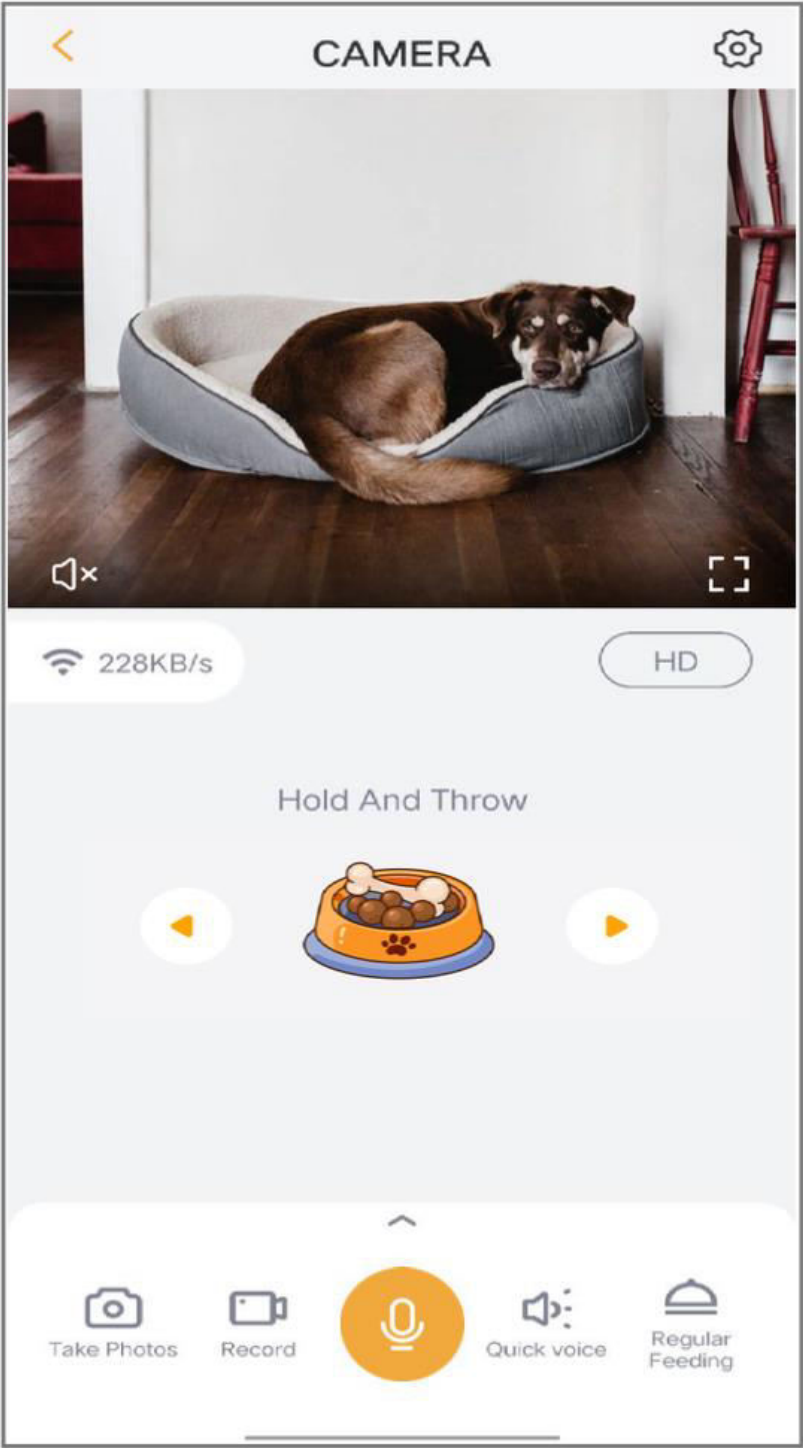 CAMERA
228KB/s
HD
Hold And Throw
Take Photos
Record
Quick voice
Regular
Feeding